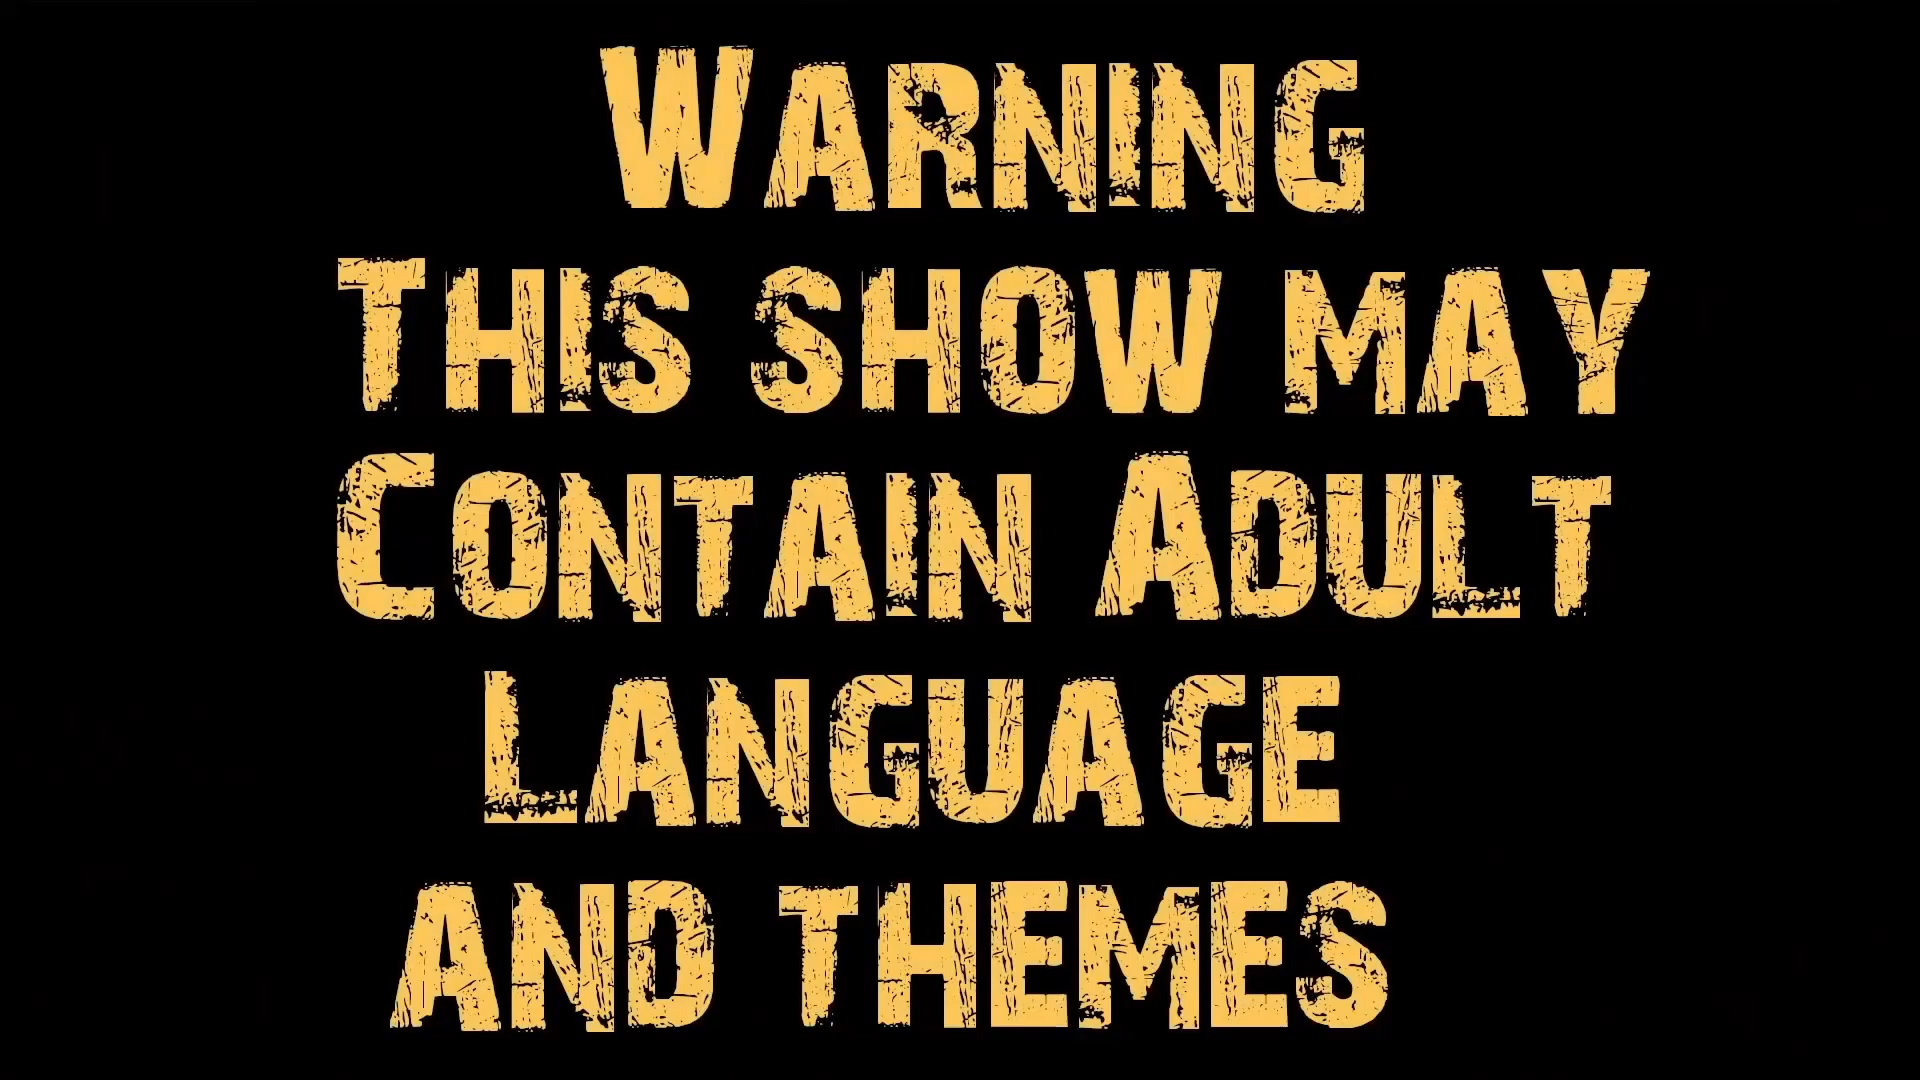 Warning
This show may
Contain Adult
Language
and themes